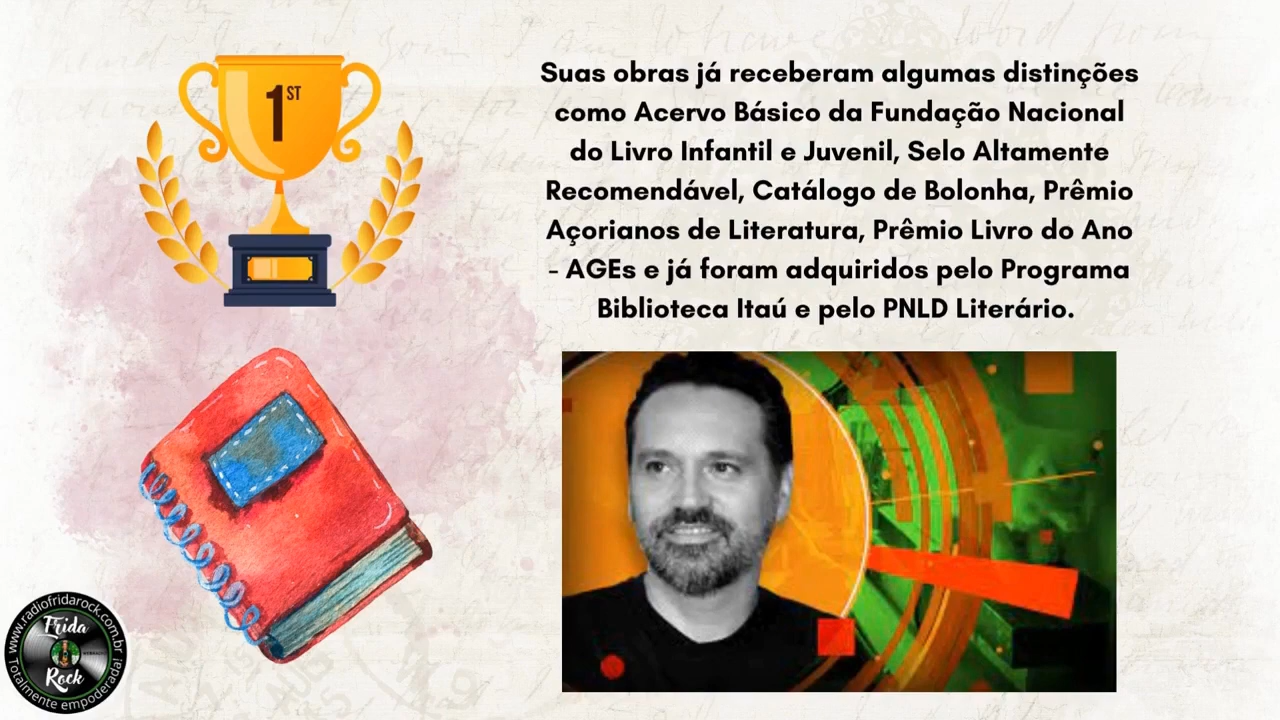 1ST
Suas obras já receberam algumas distinções
como Acervo Básico da Fundação Nacional
do Livro Infantil e Juvenil, Selo Altamente
Recomendável, Catálogo de Bolonha, Prêmio
Açorianos de Literatura, Prêmio Livro do Ano
- AGEs e já foram adquiridos pelo Programa
Biblioteca Itaú e pelo PNLD Literário.
www.radiofridarock.com.br
Frida
Rock
Totalmente empoderada!